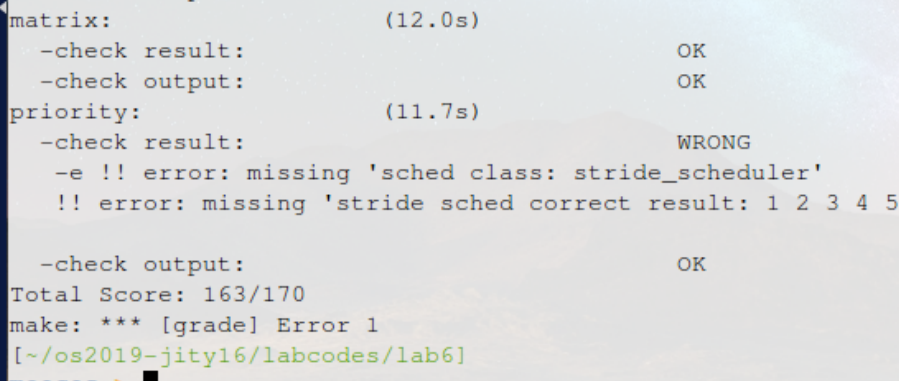 matrix: (12.0s)
-check result: OK
-check output: OK
priority: (11.7s)
-check result: WRONG
-e !! error: missing 'sched class: stride_scheduler'
!! error: missing 'stride sched correct result: 1 2 3 4 5
-check output: OK
Total Score: 163/170
make: *** [grade] Error 1
[~/os2019-jity16/labcodes/lab6]